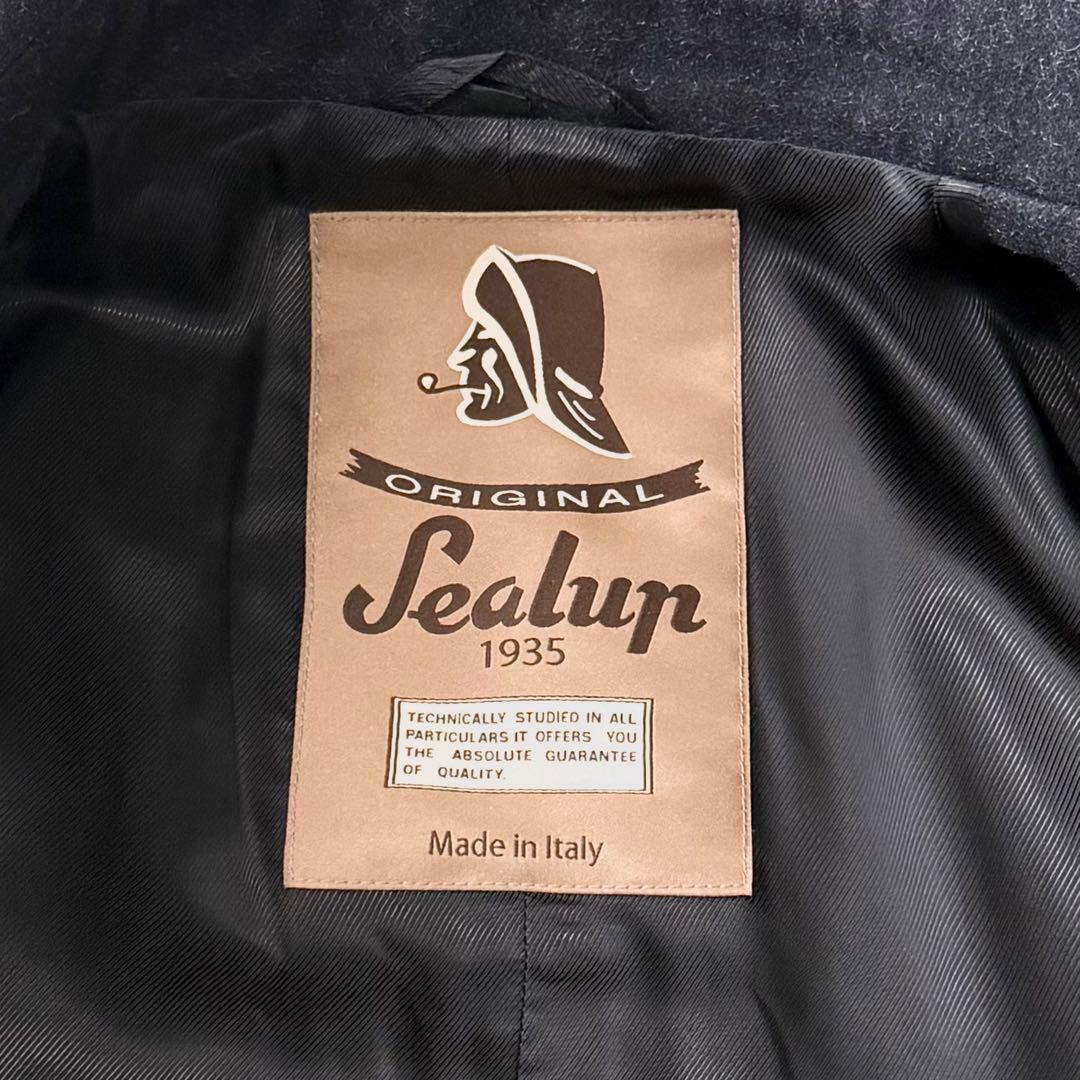 ORIGINAL
Sealup
1935
TECHNICALLY STUDIED IN ALL
PARTICULARS IT OFFERS YOU
THE ABSOLUTE GUARANTEE
OF QUALITY.
Made in Italy